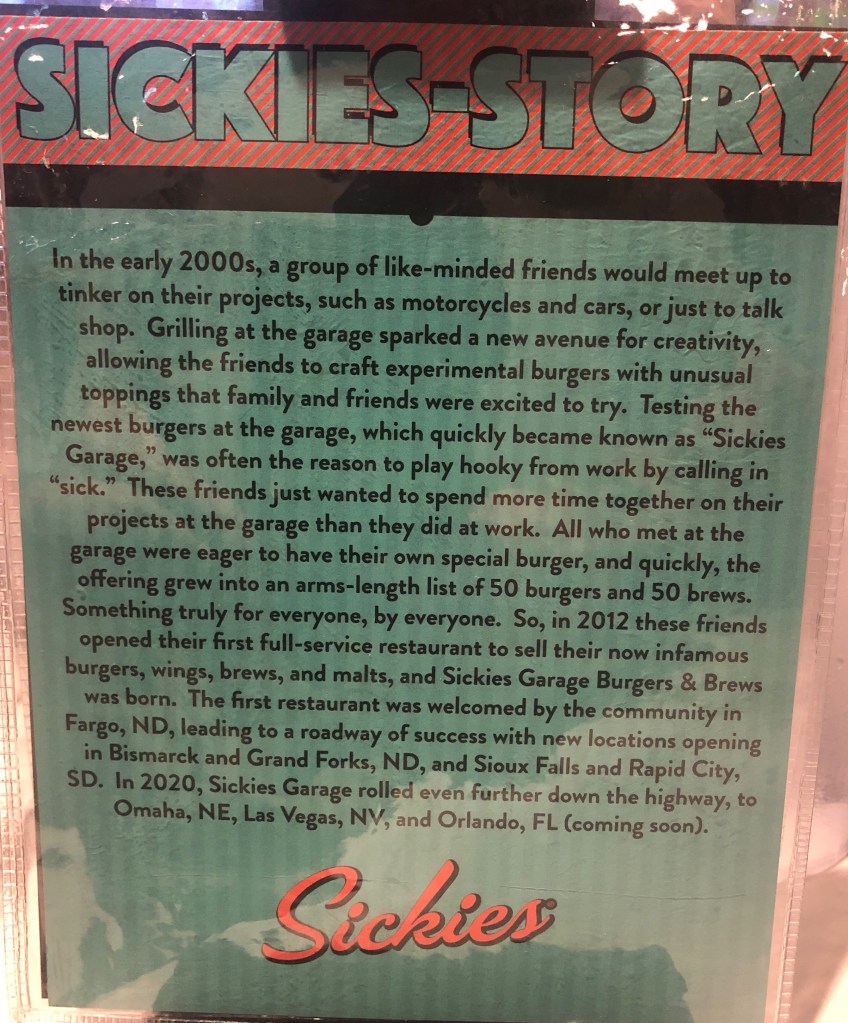 SICKIES-STORY
In the early 2000s, a group of like-minded friends would meet up to
tinker on their projects, such as motorcycles and cars, or just to talk
shop. Grilling at the garage sparked a new avenue for creativity,
allowing the friends to craft experimental burgers with unusual
toppings that family and friends were excited to try. Testing the
newest burgers at the garage, which quickly became known as “Sickies
Garage,” was often the reason to play hooky from work by calling in
“sick.” These friends just wanted to spend more time together on their
projects at the garage than they did at work. All who met at the
garage were eager to have their own special burger, and quickly, the
offering grew into an arms-length list of 50 burgers and 50 brews.
Something truly for everyone, by everyone. So, in 2012 these friends
opened their first full-service restaurant to sell their now infamous
burgers, wings, brews, and malts, and Sickies Garage Burgers & Brews
was born. The first restaurant was welcomed by the community in
Fargo, ND, leading to a roadway of success with new locations opening
in Bismarck and Grand Forks, ND, and Sioux Falls and Rapid City,
SD. In 2020, Sickies Garage rolled even further down the highway, to
Omaha, NE, Las Vegas, NV, and Orlando, FL (coming soon).
Sickies